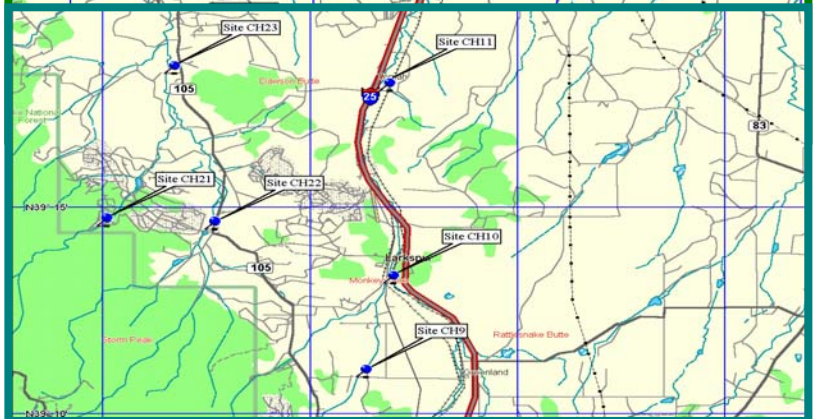 Site CH23
Site CH11
Dawson Butte
105
25
83
National
Forest
Site CH21
Site CH22
N39° 15'
Site CH10
Larkspur
105
Monkey
Site CH9
Storm Peak
Rattlesnake Butte
Greenland
N39° 10'